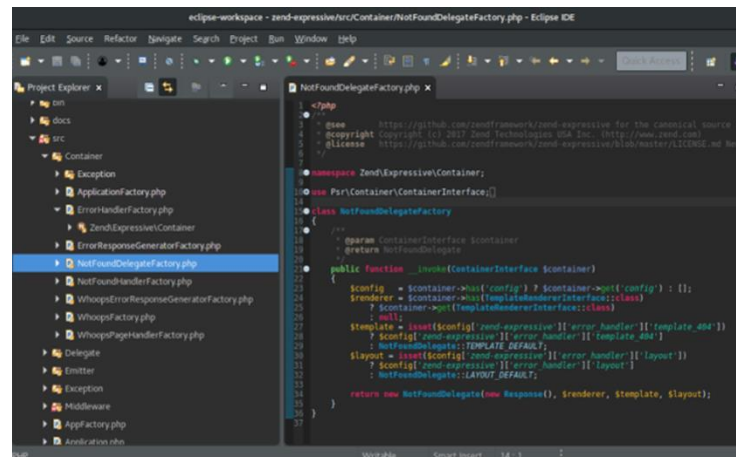 eclipse-workspace - zend-expressive/src/Container/NotFoundDelegateFactory.php - Eclipse IDE
File Edit Source Refactor Navigate Search Project Run Window Help
Quick Access
Project Explorer
bin
docs
src
Container
Exception
ApplicationFactory.php
ErrorHandlerFactory.php
Zend\Expressive\Container
ErrorResponseGeneratorFactory.php
NotFoundDelegateFactory.php
NotFoundHandlerFactory.php
WhoopsErrorResponseGeneratorFactory.php
WhoopsFactory.php
WhoopsPageHandlerFactory.php
Delegate
Emitter
Exception
Middleware
AppFactory.php
Application.php
NotFoundDelegateFactory.php
<?php
/**
* @see https://github.com/zendframework/zend-expressive for the canonical source
* @copyright Copyright (c) 2017 Zend Technologies USA Inc. (http://www.zend.com)
* @license https://github.com/zendframework/zend-expressive/blob/master/LICENSE.md
*/
namespace Zend\Expressive\Container;
use Psr\Container\ContainerInterface;
class NotFoundDelegateFactory
{
/**
* @param ContainerInterface $container
* @return NotFoundDelegate
*/
public function __invoke(ContainerInterface $container)
{
$config = $container->has('config') ? $container->get('config') : [];
$renderer = $container->has(TemplateRendererInterface::class)
? $container->get(TemplateRendererInterface::class)
: null;
$template = isset($config['zend-expressive']['error_handler']['template_404'])
? $config['zend-expressive']['error_handler']['template_404']
: NotFoundDelegate::TEMPLATE_DEFAULT;
$layout = isset($config['zend-expressive']['error_handler']['layout'])
? $config['zend-expressive']['error_handler']['layout']
: NotFoundDelegate::LAYOUT_DEFAULT;
return new NotFoundDelegate(new Response(), $renderer, $template, $layout);
}
}
Writable Smart Insert 14 : 1